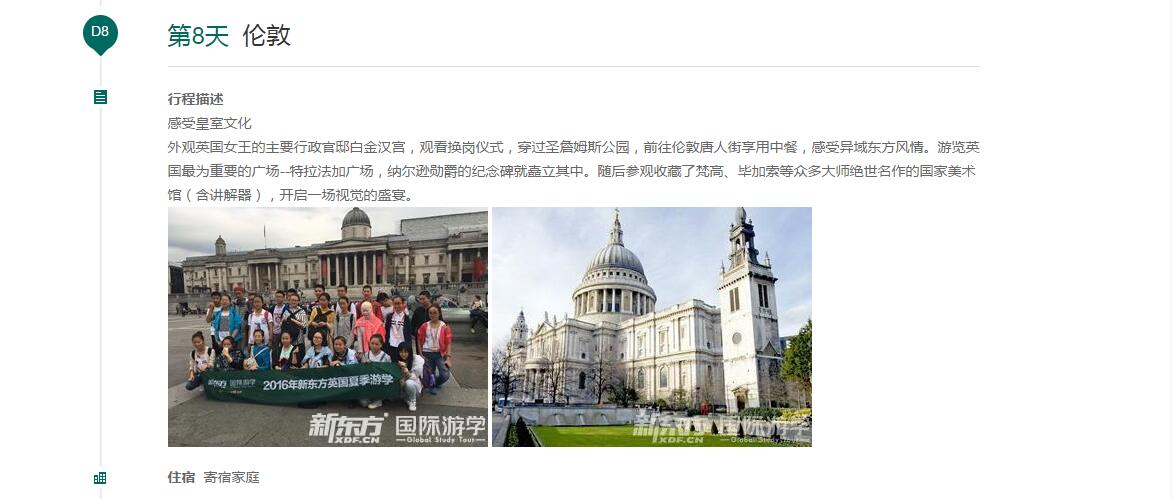 D8
第8天 伦敦
行程描述
感受皇室文化
外观英国女王的主要行政官邸白金汉宫，观看换岗仪式，穿过圣詹姆斯公园，前往伦敦唐人街享用中餐，感受异域东方风情。游览英
国最为重要的广场--特拉法加广场，纳尔逊勋爵的纪念碑就矗立其中。随后参观收藏了梵高、毕加索等众多大师绝世名作的国家美术
馆（含讲解器），开启一场视觉的盛宴。
新东方 国际游学 2016年新东方英国夏季游学
新东方 国际游学
XDF.CN Global Study Tour
新东方 国际游学
XDF.CN Global Study Tour
住宿 寄宿家庭